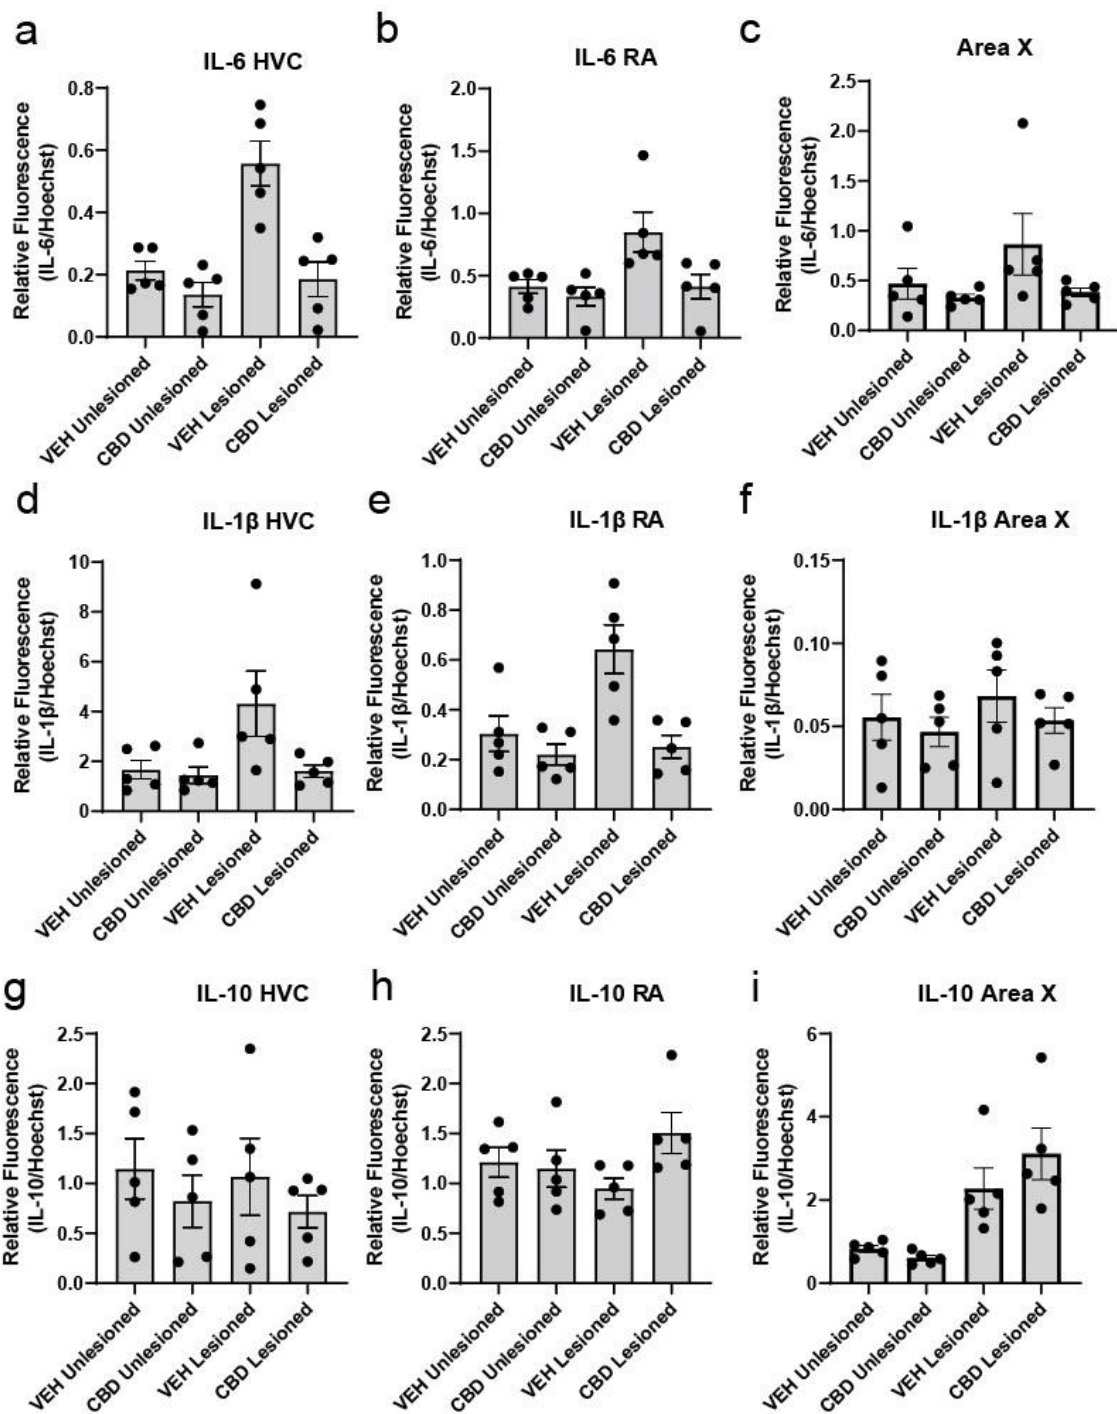 a
IL-6 HVC
Relative Fluorescence
(IL-6/Hoechst)
0.8
0.6
0.4
0.2
0.0
VEH Unlesioned
CBD Unlesioned
VEH Lesioned
CBD Lesioned
b
IL-6 RA
Relative Fluorescence
(IL-6/Hoechst)
2.0
1.5
1.0
0.5
0.0
VEH Unlesioned
CBD Unlesioned
VEH Lesioned
CBD Lesioned
c
Area X
Relative Fluorescence
(IL-6/Hoechst)
2.5
2.0
1.5
1.0
0.5
0.0
VEH Unlesioned
CBD Unlesioned
VEH Lesioned
CBD Lesioned
d
IL-1β HVC
Relative Fluorescence
(IL-1β/Hoechst)
10
8
6
4
2
0
VEH Unlesioned
CBD Unlesioned
VEH Lesioned
CBD Lesioned
e
IL-1β RA
Relative Fluorescence
(IL-1β/Hoechst)
1.0
0.8
0.6
0.4
0.2
0.0
VEH Unlesioned
CBD Unlesioned
VEH Lesioned
CBD Lesioned
f
IL-1β Area X
Relative Fluorescence
(IL-1β/Hoechst)
0.15
0.10
0.05
0.00
VEH Unlesioned
CBD Unlesioned
VEH Lesioned
CBD Lesioned
g
IL-10 HVC
Relative Fluorescence
(IL-10/Hoechst)
2.5
2.0
1.5
1.0
0.5
0.0
VEH Unlesioned
CBD Unlesioned
VEH Lesioned
CBD Lesioned
h
IL-10 RA
Relative Fluorescence
(IL-10/Hoechst)
2.5
2.0
1.5
1.0
0.5
0.0
VEH Unlesioned
CBD Unlesioned
VEH Lesioned
CBD Lesioned
i
IL-10 Area X
Relative Fluorescence
(IL-10/Hoechst)
6
4
2
0
VEH Unlesioned
CBD Unlesioned
VEH Lesioned
CBD Lesioned